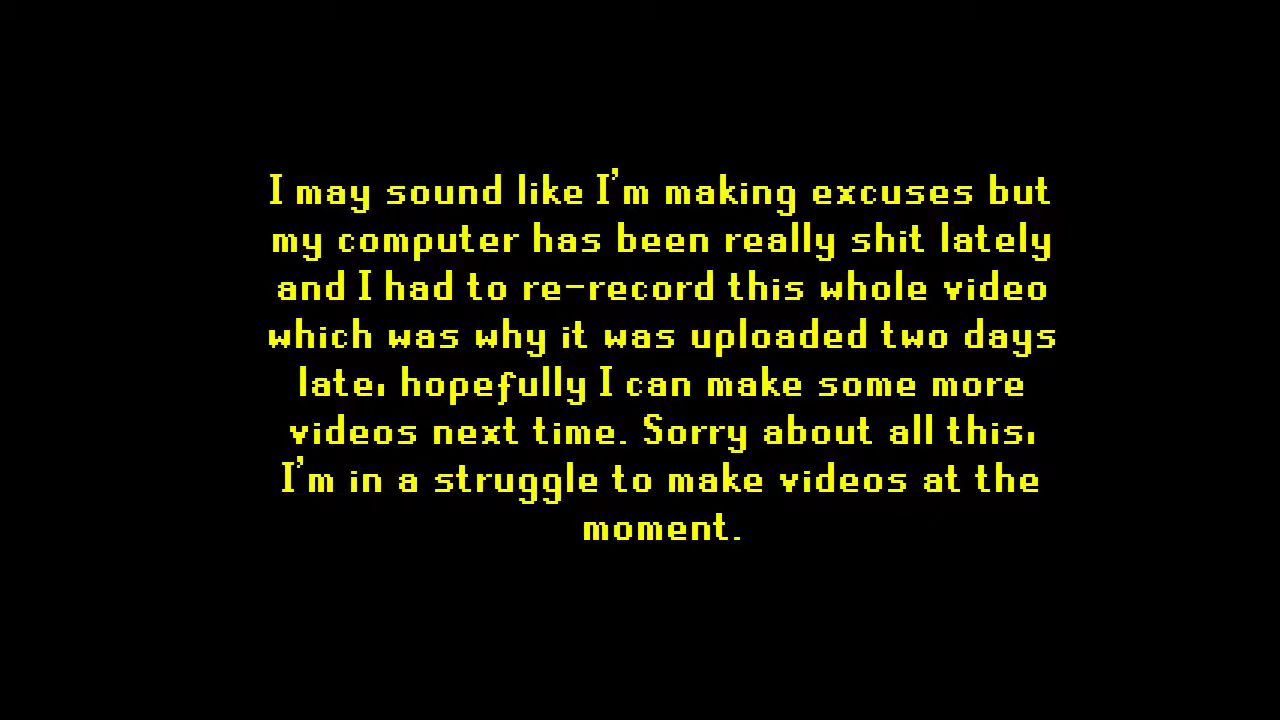 I may sound like I'm making excuses but
my computer has been really shit lately
and I had to re-record this whole video
which was why it was uploaded two days
late, hopefully I can make some more
videos next time. Sorry about all this,
I'm in a struggle to make videos at the
moment.